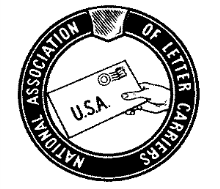 NATIONAL ASSOCIATION OF LETTER CARRIERS
U.S.A.